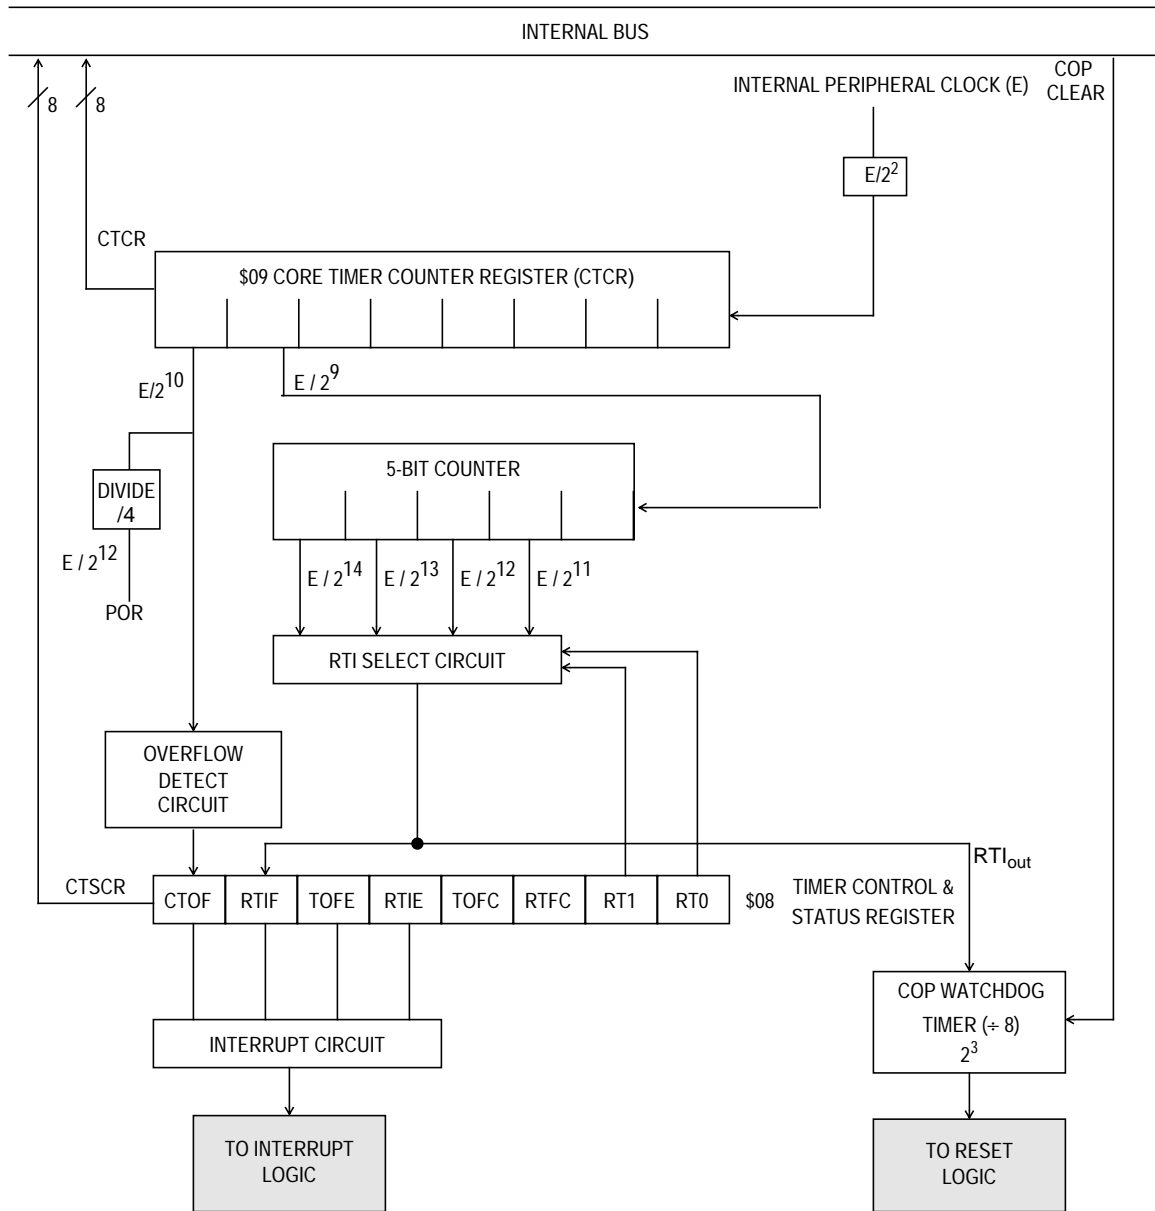 INTERNAL BUS
8
8
INTERNAL PERIPHERAL CLOCK (E)
COP
CLEAR
E/2²
CTCR
$09 CORE TIMER COUNTER REGISTER (CTCR)
E/2¹⁰
E / 2⁹
5-BIT COUNTER
DIVIDE
/4
E / 2¹²
POR
E / 2¹⁴
E / 2¹³
E / 2¹²
E / 2¹¹
RTI SELECT CIRCUIT
OVERFLOW
DETECT
CIRCUIT
RTIout
CTSCR
CTOF RTIF TOFE RTIE TOFC RTFC RT1 RT0
$08
TIMER CONTROL &
STATUS REGISTER
COP WATCHDOG
TIMER (÷ 8)
2³
INTERRUPT CIRCUIT
TO INTERRUPT
LOGIC
TO RESET
LOGIC